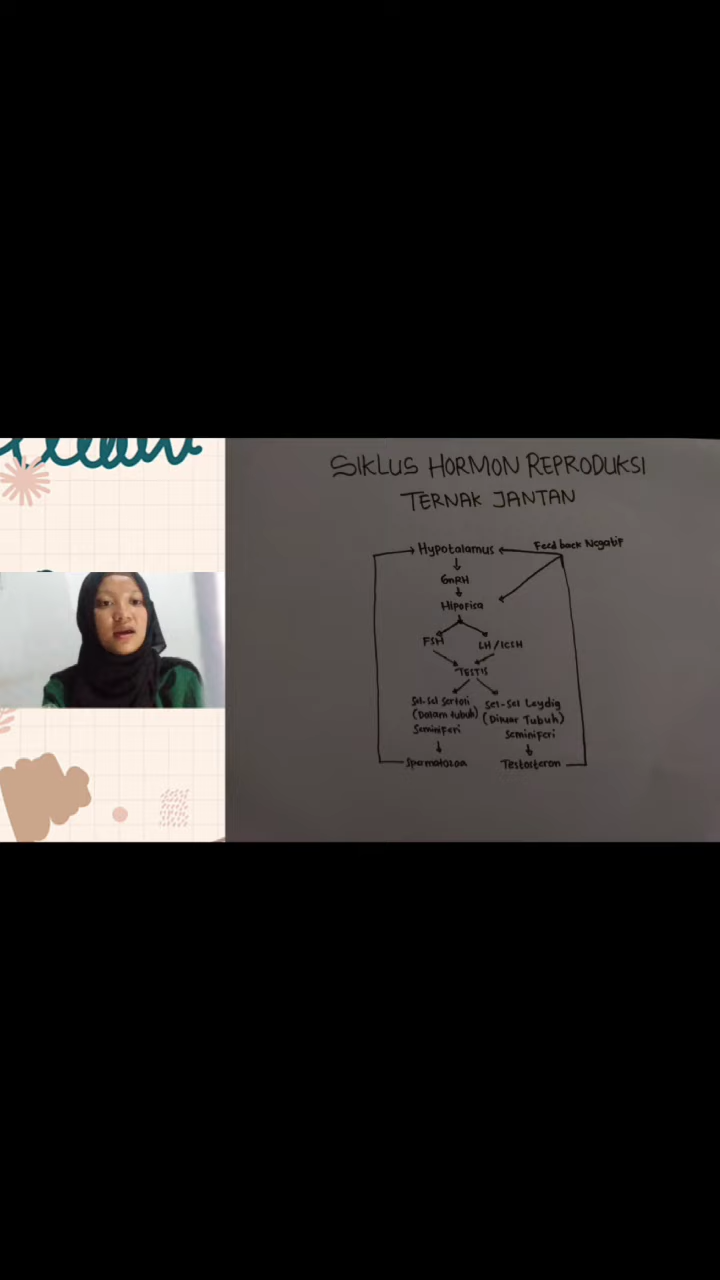 SIKLUS HORMON REPRODUKSI
TERNAK JANTAN
Hypotalamus
Feed back Negatif
GnRH
Hipofisa
FSH
LH/ICSH
TESTIS
Sel-Sel Sertoli
(Dalam tubuh)
Seminiferi
Sel-Sel Leydig
(Diluar Tubuh)
Seminiferi
Spermatozoa
Testosteron